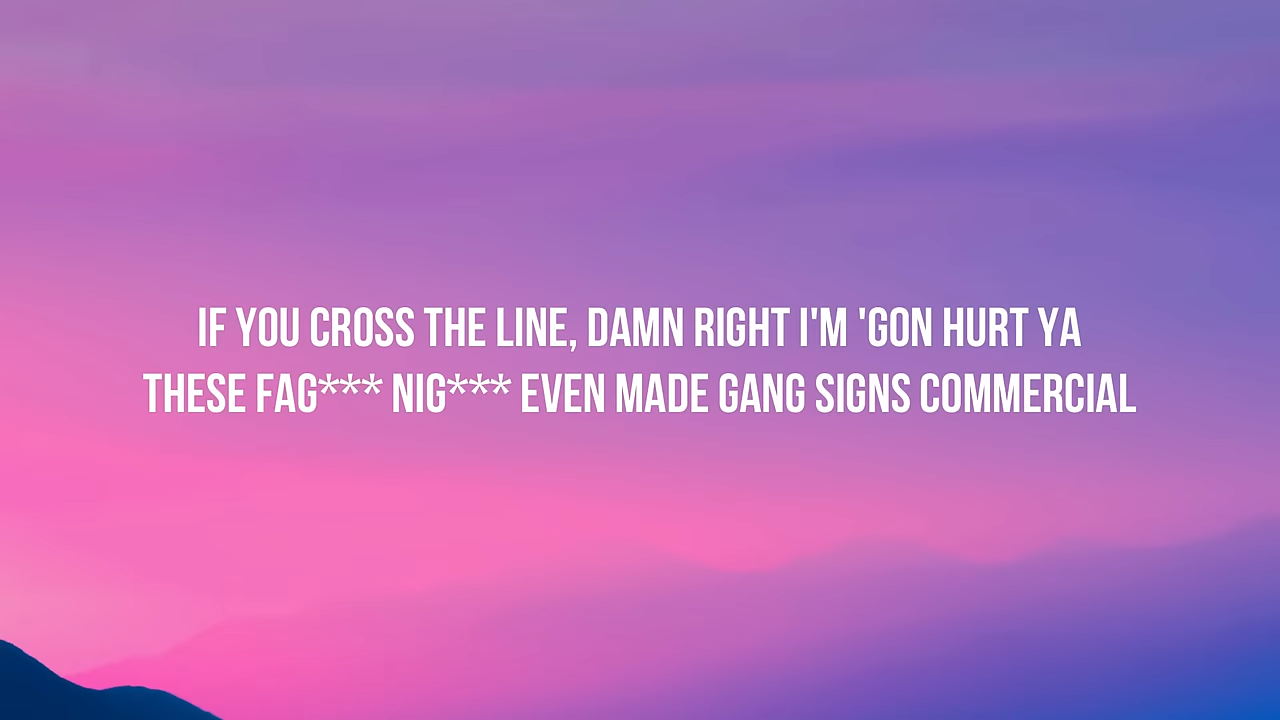 IF YOU CROSS THE LINE, DAMN RIGHT I'M 'GON HURT YA
THESE FAG*** NIG*** EVEN MADE GANG SIGNS COMMERCIAL